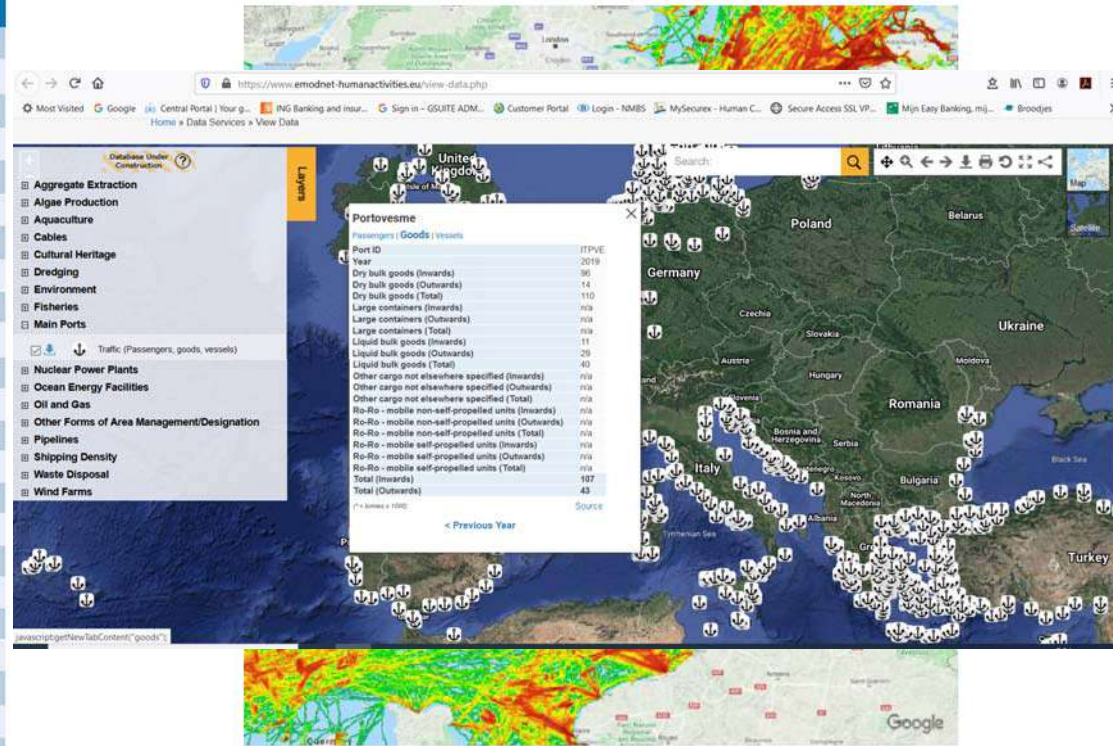 London
https://www.emodnet-humanactivities.eu/view-data.php
Most Visited Google Central Portal | Your g... ING Banking and insur... Sign in – GSUITE ADM... Customer Portal Login - NMBS MySecurex - Human C... Secure Access SSL VP... Mijn Easy Banking, mij... Broodjes
Home » Data Services » View Data
Database Under Construction ?
Layers
Search:
Map
Satellite
Aggregate Extraction
Algae Production
Aquaculture
Cables
Cultural Heritage
Dredging
Environment
Fisheries
Main Ports
Traffic (Passengers, goods, vessels)
Nuclear Power Plants
Ocean Energy Facilities
Oil and Gas
Other Forms of Area Management/Designation
Pipelines
Shipping Density
Waste Disposal
Wind Farms
Portovesme
Passengers | Goods | Vessels
Port ID ITPVE
Year 2019
Dry bulk goods (Inwards) 96
Dry bulk goods (Outwards) 14
Dry bulk goods (Total) 110
Large containers (Inwards) n/a
Large containers (Outwards) n/a
Large containers (Total) n/a
Liquid bulk goods (Inwards) 11
Liquid bulk goods (Outwards) 29
Liquid bulk goods (Total) 40
Other cargo not elsewhere specified (Inwards) n/a
Other cargo not elsewhere specified (Outwards) n/a
Other cargo not elsewhere specified (Total) n/a
Ro-Ro - mobile non-self-propelled units (Inwards) n/a
Ro-Ro - mobile non-self-propelled units (Outwards) n/a
Ro-Ro - mobile non-self-propelled units (Total) n/a
Ro-Ro - mobile self-propelled units (Inwards) n/a
Ro-Ro - mobile self-propelled units (Outwards) n/a
Ro-Ro - mobile self-propelled units (Total) n/a
Total (Inwards) 107
Total (Outwards) 43
(* = tonnes x 1000) Source
< Previous Year
United Kingdom
Isle of M
Poland
Belarus
Germany
Czechia
Ukraine
Slovakia
Austria
Hungary
Moldova
Slovenia
Romania
Bosnia and Herzegovina
Serbia
Italy
Kosovo
Bulgaria
Black Sea
North Macedonia
Albania
Tyrrhenian Sea
Turkey
javascript:getNewTabContent("goods");
Google